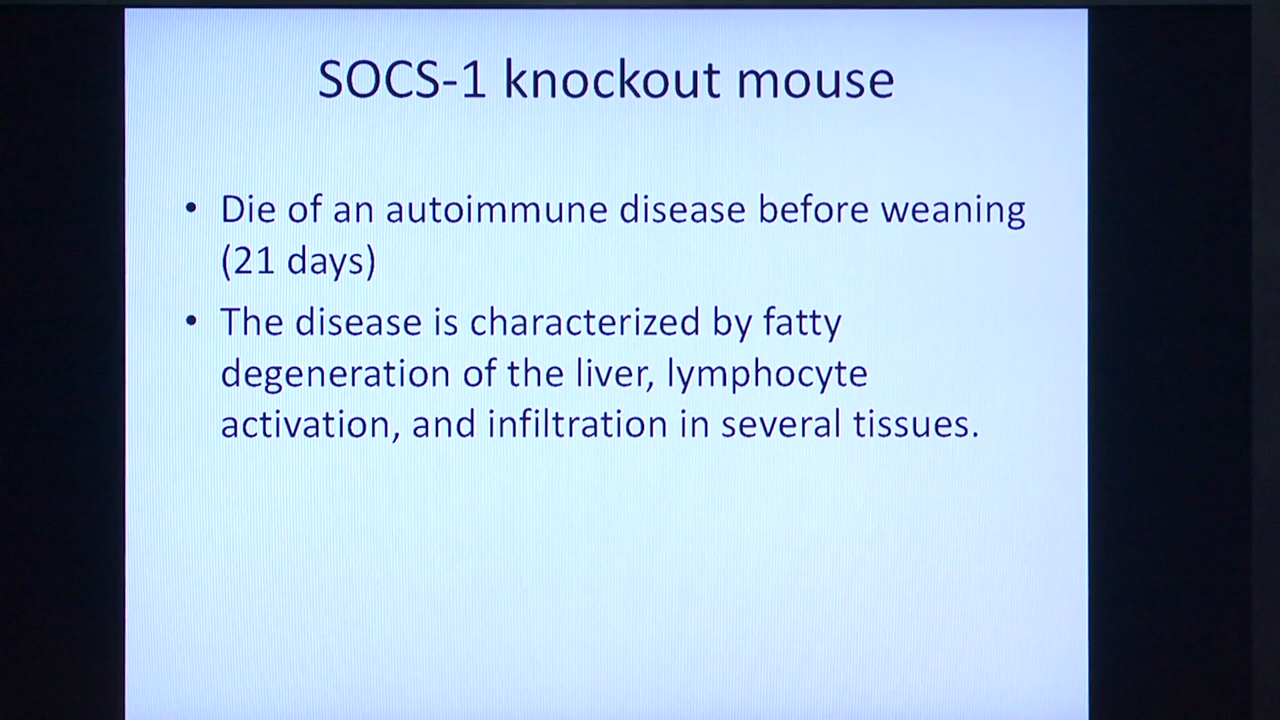 SOCS-1 knockout mouse
• Die of an autoimmune disease before weaning
(21 days)
• The disease is characterized by fatty
degeneration of the liver, lymphocyte
activation, and infiltration in several tissues.